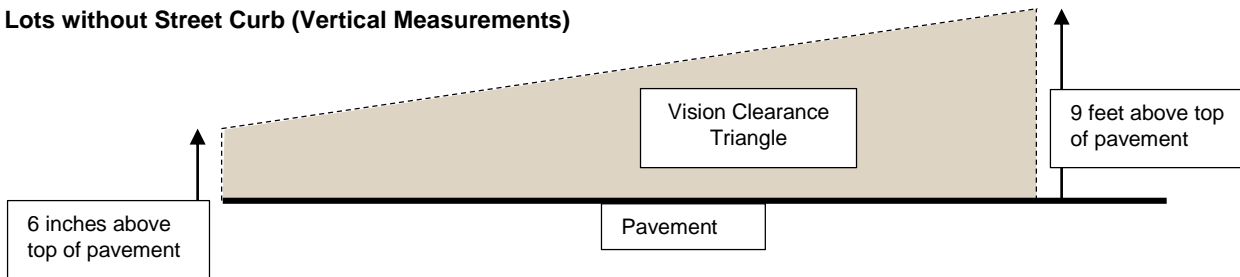 Lots without Street Curb (Vertical Measurements)
Vision Clearance
Triangle
9 feet above top
of pavement
6 inches above
top of pavement
Pavement